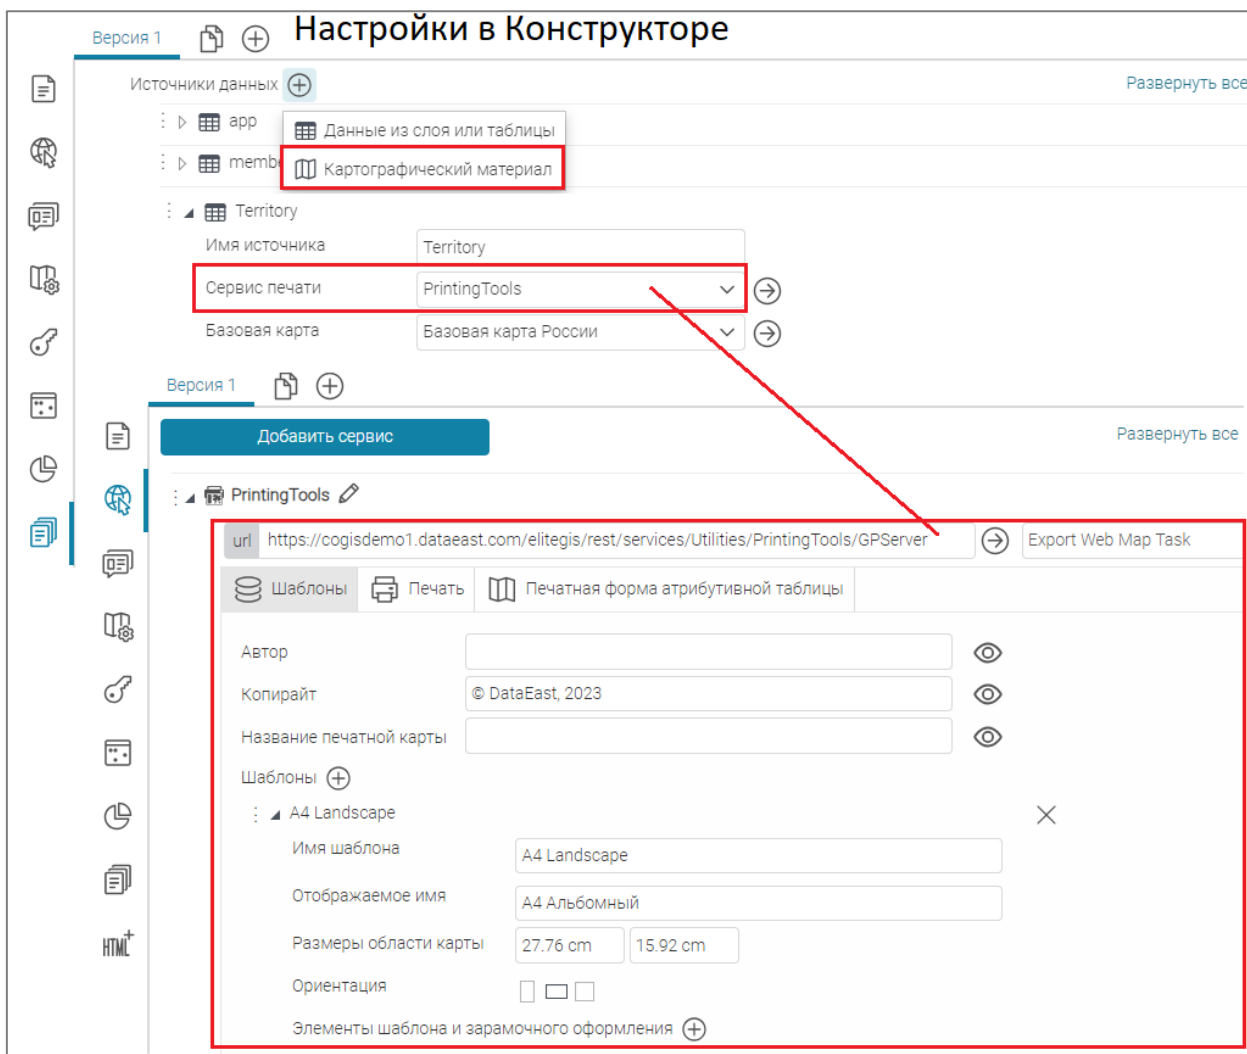 Настройки в Конструкторе
Версия 1
Источники данных
Развернуть все
app
Данные из слоя или таблицы
memb
Картографический материал
Territory
Имя источника Territory
Сервис печати PrintingTools
Базовая карта Базовая карта России
Версия 1
Добавить сервис
Развернуть все
PrintingTools
url https://cogisdemo1.dataeast.com/elitegis/rest/services/Utilities/PrintingTools/GPServer Export Web Map Task
Шаблоны Печать Печатная форма атрибутивной таблицы
Автор
Копирайт © DataEast, 2023
Название печатной карты
Шаблоны
A4 Landscape
Имя шаблона A4 Landscape
Отображаемое имя А4 Альбомный
Размеры области карты 27.76 cm 15.92 cm
Ориентация
Элементы шаблона и зарамочного оформления
HTML+